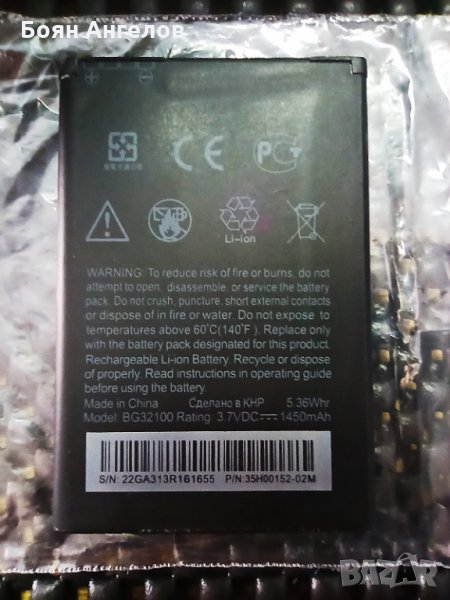 Боян Ангелов
CE
Li-ion
WARNING: To reduce risk of fire or burns, do not
attempt to open, disassemble, or service the battery
pack. Do not crush, puncture, short external contacts
or dispose of in fire or water. Do not expose to
temperatures above 60°C(140°F). Replace only
with the battery pack designated for this product.
Rechargeable Li-ion Battery. Recycle or dispose
of properly. Read instructions in operating guide
before using the battery.
Made in China Сделано в КНР 5.36Whr
Model: BG32100 Rating: 3.7VDC 1450mAh
S/N: 22GA313R161655 P/N:35H00152-02M
BAZAR